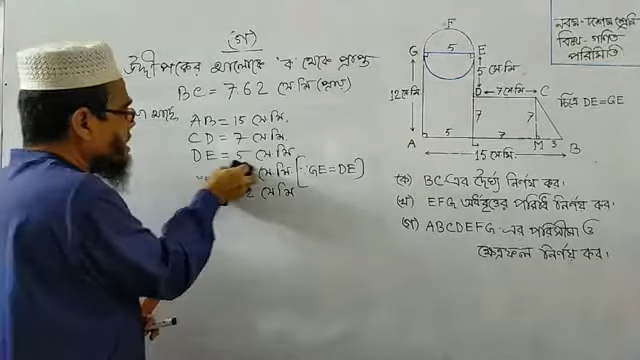 (গ)
উদ্দীপকের আলোকে 'ক' থেকে প্রাপ্ত
BC = 7.62 সে.মি (প্রায়)
AB = 15 সে.মি.
CD = 7 সে.মি.
DE = 5 সে.মি
সে.মি [∵ GE = DE]
সে.মি
নবম-দশম শ্রেণি
বিষয়-গণিত
পরিমিতি
F
G 5 E
5 সে.মি
D 7 সে.মি C
চিত্রে DE=GE
12 সে.মি
7 7
5 7
A M 3 B
15 সে.মি.
(ক) BC এর দৈর্ঘ্য নির্ণয় কর।
(খ) EFG অর্ধবৃত্তের পরিধি নির্ণয় কর।
(গ) ABCDEFG এর পরিসীমা ও
ক্ষেত্রফল নির্ণয় কর।